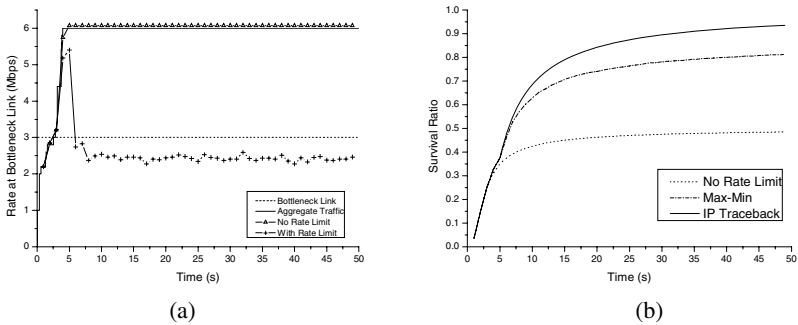 7
6
5
4
3
2
1
0
Rate at Bottleneck Link (Mbps)
Bottleneck Link
Aggregate Traffic
No Rate Limit
With Rate Limit
0 5 10 15 20 25 30 35 40 45 50
Time (s)
(a)
1.0
0.9
0.8
0.7
0.6
0.5
0.4
0.3
0.2
0.1
0.0
Survival Ratio
No Rate Limit
Max-Min
IP Traceback
0 5 10 15 20 25 30 35 40 45 50
Time (s)
(b)